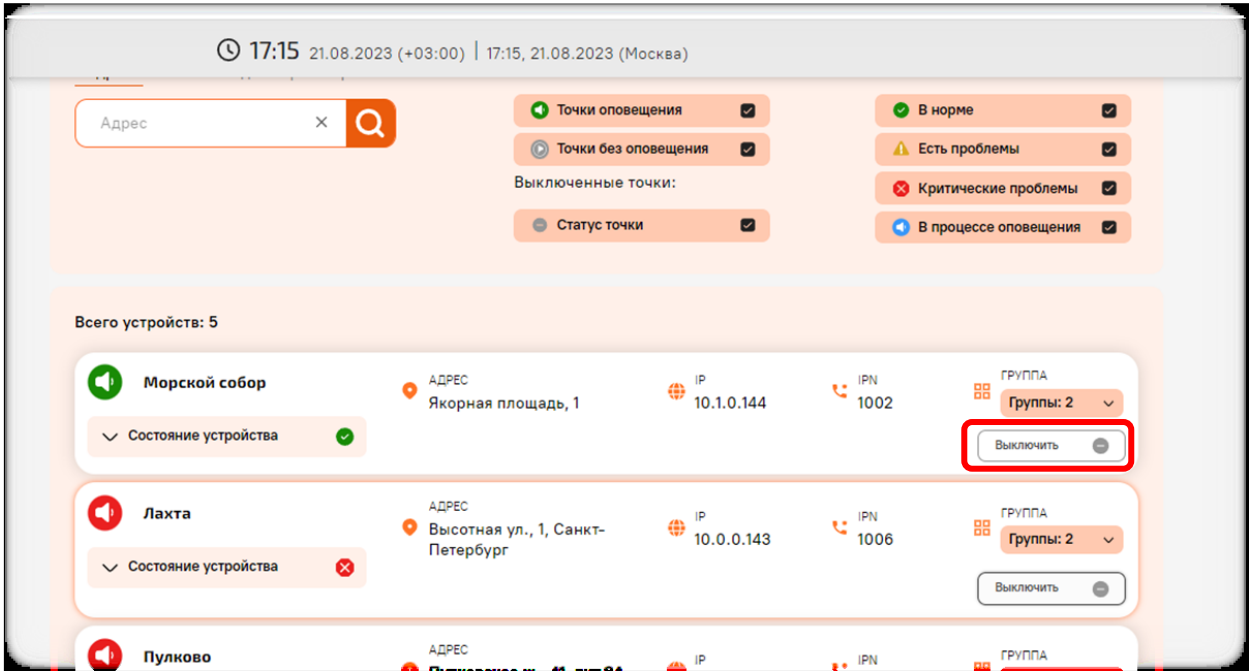 17:15 21.08.2023 (+03:00) | 17:15, 21.08.2023 (Москва)
Адрес
Точки оповещения
Точки без оповещения
Выключенные точки:
Статус точки
В норме
Есть проблемы
Критические проблемы
В процессе оповещения
Всего устройств: 5
Морской собор
Состояние устройства
АДРЕС
Якорная площадь, 1
IP
10.1.0.144
IPN
1002
ГРУППА
Группы: 2
Выключить
Лахта
Состояние устройства
АДРЕС
Высотная ул., 1, Санкт-
Петербург
IP
10.0.0.143
IPN
1006
ГРУППА
Группы: 2
Выключить
Пулково
АДРЕС
IP
IPN
ГРУППА